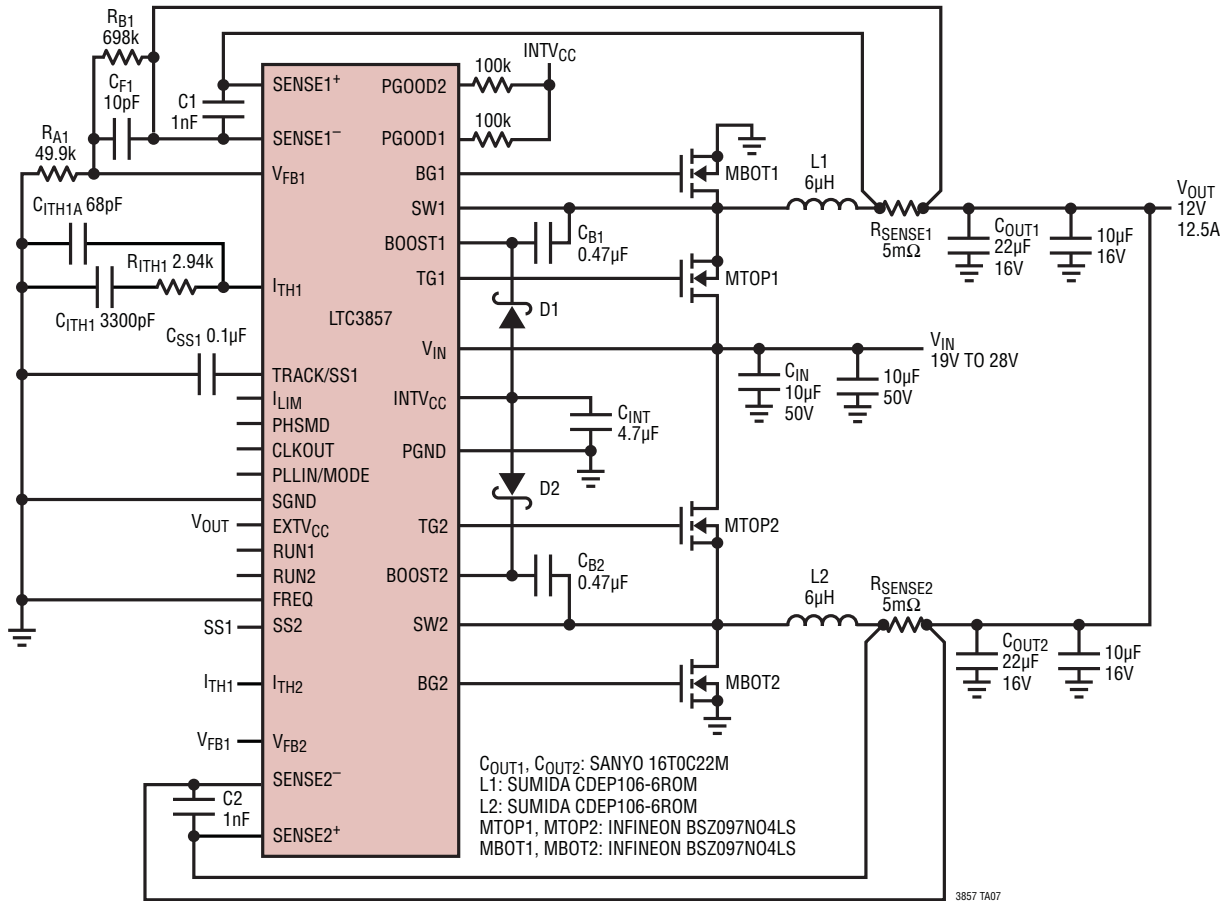 RB1
698k
CF1
10pF
C1
1nF
RA1
49.9k
CITH1A 68pF
RITH1 2.94k
CITH1 3300pF
CSS1 0.1µF
VOUT
SS1
ITH1
VFB1
C2
1nF
SENSE1+
SENSE1–
VFB1
ITH1
LTC3857
TRACK/SS1
ILIM
PHSMD
CLKOUT
PLLIN/MODE
SGND
EXTVCC
RUN1
RUN2
FREQ
SS2
ITH2
VFB2
SENSE2–
SENSE2+
PGOOD2
PGOOD1
BG1
SW1
BOOST1
TG1
VIN
INTVCC
PGND
TG2
BOOST2
SW2
BG2
INTVCC
100k
100k
MBOT1
CB1
0.47µF
MTOP1
D1
L1
6µH
RSENSE1
5mΩ
COUT1
22µF
16V
10µF
16V
VOUT
12V
12.5A
VIN
19V TO 28V
CIN
10µF
50V
10µF
50V
CINT
4.7µF
D2
MTOP2
CB2
0.47µF
L2
6µH
RSENSE2
5mΩ
COUT2
22µF
16V
10µF
16V
MBOT2
COUT1, COUT2: SANYO 16T0C22M
L1: SUMIDA CDEP106-6ROM
L2: SUMIDA CDEP106-6ROM
MTOP1, MTOP2: INFINEON BSZ097NO4LS
MBOT1, MBOT2: INFINEON BSZ097NO4LS
3857 TA07